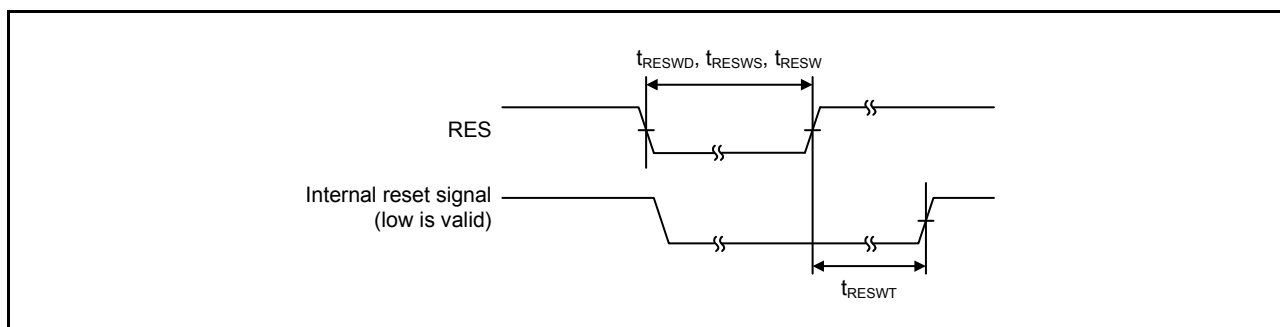 tRESWD, tRESWS, tRESW
RES
Internal reset signal
(low is valid)
tRESWT